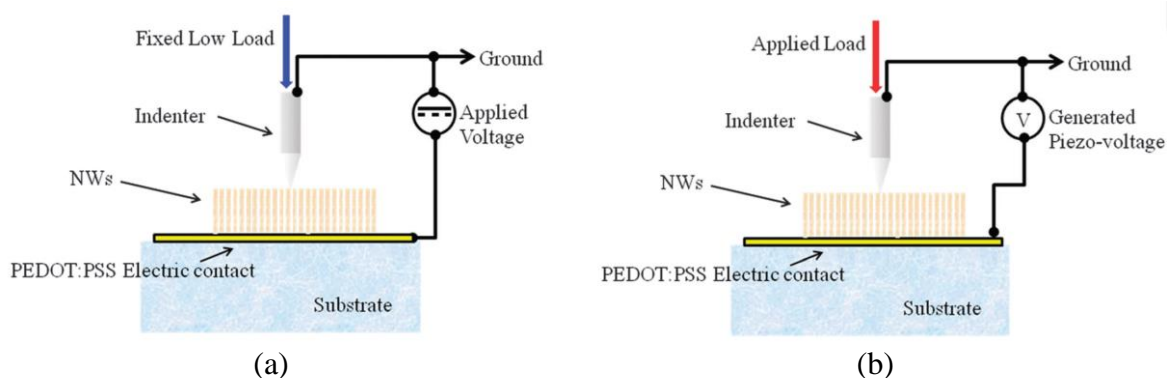 Fixed Low Load
Ground
Indenter
Applied
Voltage
NWs
PEDOT:PSS Electric contact
Substrate
(a)
Applied Load
Ground
Indenter
V
Generated
Piezo-voltage
NWs
PEDOT:PSS Electric contact
Substrate
(b)